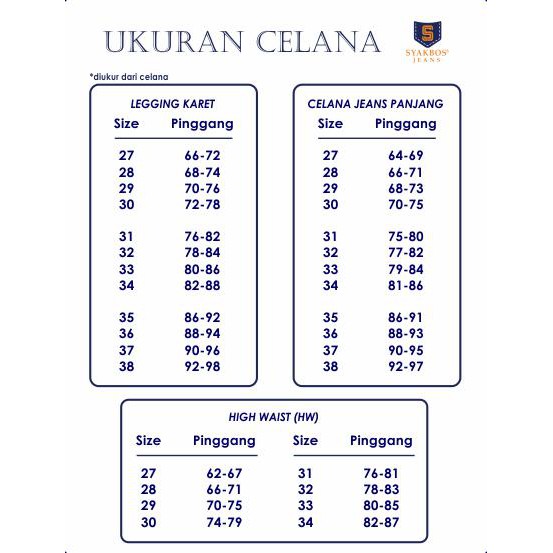 UKURAN CELANA
S
SYAKBOS'
JEANS
*diukur dari celana
LEGGING KARET
Size Pinggang
27 66-72
28 68-74
29 70-76
30 72-78
31 76-82
32 78-84
33 80-86
34 82-88
35 86-92
36 88-94
37 90-96
38 92-98
CELANA JEANS PANJANG
Size Pinggang
27 64-69
28 66-71
29 68-73
30 70-75
31 75-80
32 77-82
33 79-84
34 81-86
35 86-91
36 88-93
37 90-95
38 92-97
HIGH WAIST (HW)
Size Pinggang Size Pinggang
27 62-67 31 76-81
28 66-71 32 78-83
29 70-75 33 80-85
30 74-79 34 82-87